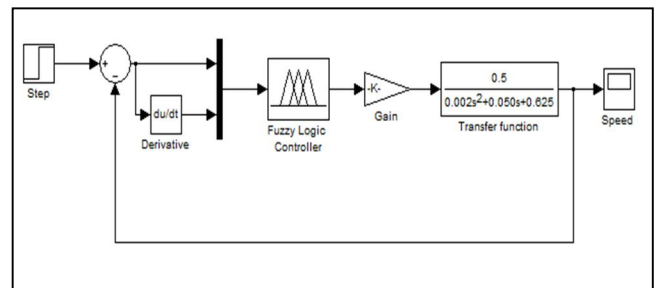 Step
+
−
du/dt
Derivative
Fuzzy Logic
Controller
-K-
Gain
0.5
0.002s²+0.050s+0.625
Transfer function
Speed